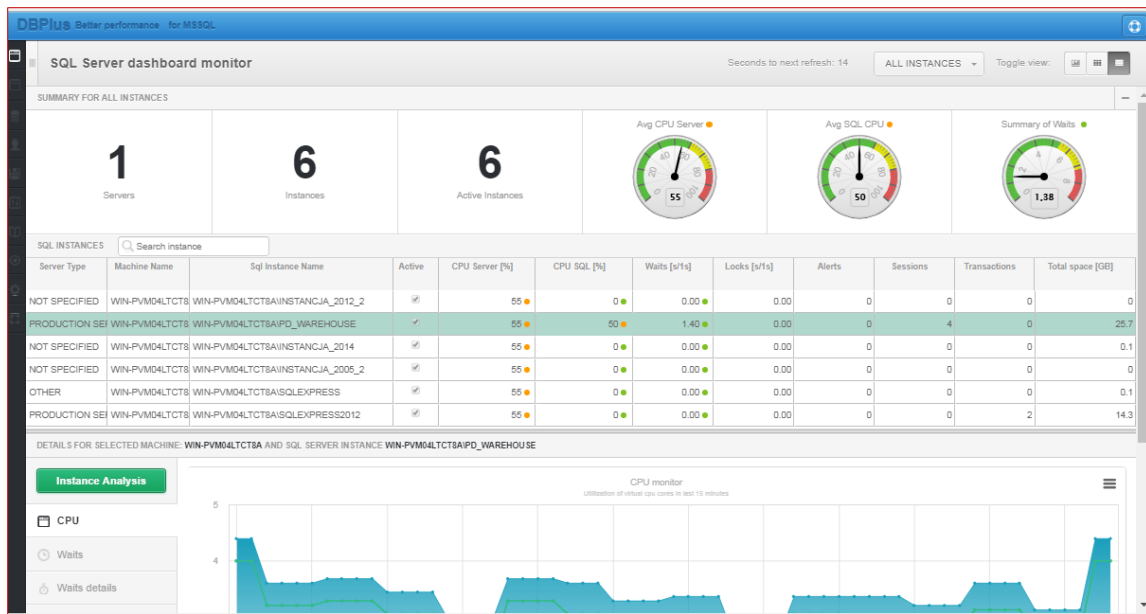 DBPlus Better performance for MSSQL
SQL Server dashboard monitor
Seconds to next refresh: 14
ALL INSTANCES
Toggle view:
SUMMARY FOR ALL INSTANCES
1
Servers
6
Instances
6
Active Instances
Avg CPU Server
55
Avg SQL CPU
50
Summary of Waits
1,38
SQL INSTANCES Search instance
Server Type Machine Name Sql Instance Name Active CPU Server [%] CPU SQL [%] Waits [s/1s] Locks [s/1s] Alerts Sessions Transactions Total space [GB]
NOT SPECIFIED WIN-PVM04LTCT8 WIN-PVM04LTCT8A\INSTANCJA_2012_2 55 0 0.00 0.00 0 0 0 0
PRODUCTION SEI WIN-PVM04LTCT8 WIN-PVM04LTCT8A\PD_WAREHOUSE 55 50 1.40 0.00 0 4 0 25.7
NOT SPECIFIED WIN-PVM04LTCT8 WIN-PVM04LTCT8A\INSTANCJA_2014 55 0 0.00 0.00 0 0 0 0.1
NOT SPECIFIED WIN-PVM04LTCT8 WIN-PVM04LTCT8A\INSTANCJA_2005_2 55 0 0.00 0.00 0 0 0 0
OTHER WIN-PVM04LTCT8 WIN-PVM04LTCT8A\SQLEXPRESS 55 0 0.00 0.00 0 0 0 0.1
PRODUCTION SEI WIN-PVM04LTCT8 WIN-PVM04LTCT8A\SQLEXPRESS2012 55 0 0.00 0.00 0 0 2 14.3
DETAILS FOR SELECTED MACHINE: WIN-PVM04LTCT8A AND SQL SERVER INSTANCE WIN-PVM04LTCT8A\PD_WAREHOUSE
Instance Analysis
CPU
Waits
Waits details
CPU monitor
Utilization of virtual cpu cores in last 15 minutes
5
4